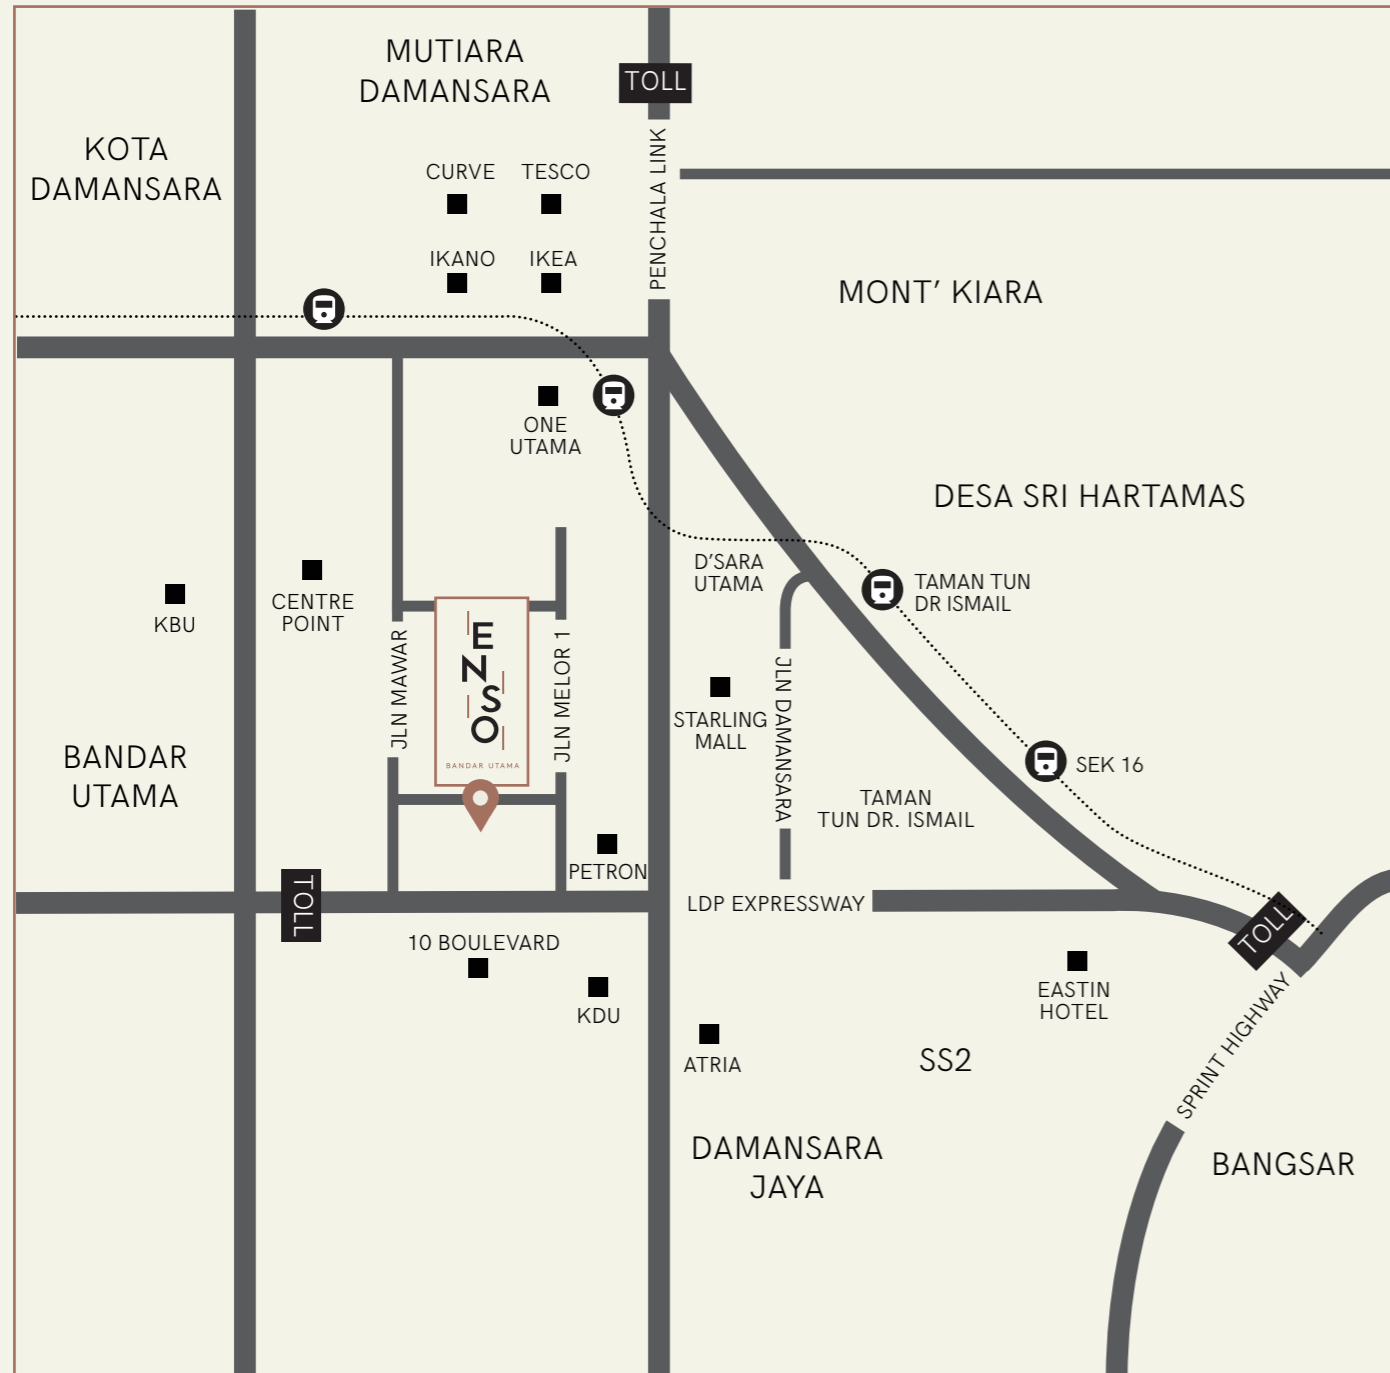 MUTIARA
DAMANSARA
TOLL
KOTA
DAMANSARA
CURVE
TESCO
PENCHALA LINK
IKANO
IKEA
MONT’ KIARA
ONE
UTAMA
DESA SRI HARTAMAS
D’SARA
UTAMA
TAMAN TUN
DR ISMAIL
CENTRE
POINT
KBU
JLN MAWAR
ENSO
BANDAR UTAMA
JLN MELOR 1
STARLING
MALL
JLN DAMANSARA
BANDAR
UTAMA
SEK 16
TAMAN
TUN DR. ISMAIL
PETRON
TOLL
LDP EXPRESSWAY
TOLL
10 BOULEVARD
KDU
EASTIN
HOTEL
ATRIA
SS2
SPRINT HIGHWAY
DAMANSARA
JAYA
BANGSAR